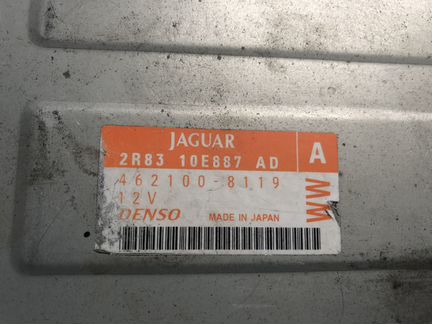 JAGUAR
2R83 10E887 AD
A
462100-8119
12V
WW
DENSO
MADE IN JAPAN